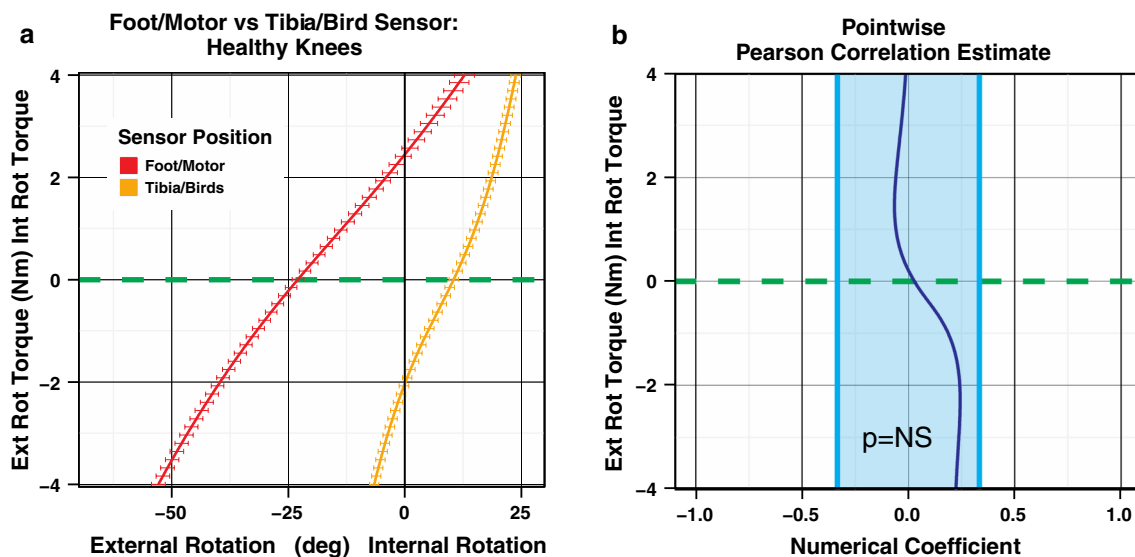 a
Foot/Motor vs Tibia/Bird Sensor:
Healthy Knees
Ext Rot Torque (Nm) Int Rot Torque
4
2
0
−2
−4
Sensor Position
Foot/Motor
Tibia/Birds
−50
−25
0
25
External Rotation (deg) Internal Rotation
b
Pointwise
Pearson Correlation Estimate
Ext Rot Torque (Nm) Int Rot Torque
4
2
0
−2
−4
p=NS
−1.0
−0.5
0.0
0.5
1.0
Numerical Coefficient